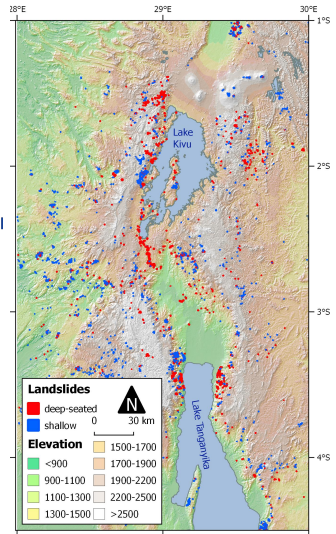 28°E 29°E 30°E
1°S
Lake
Kivu
2°S
3°S
Landslides
deep-seated
shallow
N
0 30 km
Elevation
<900
900-1100
1100-1300
1300-1500
1500-1700
1700-1900
1900-2200
2200-2500
>2500
Lake Tanganyika
4°S